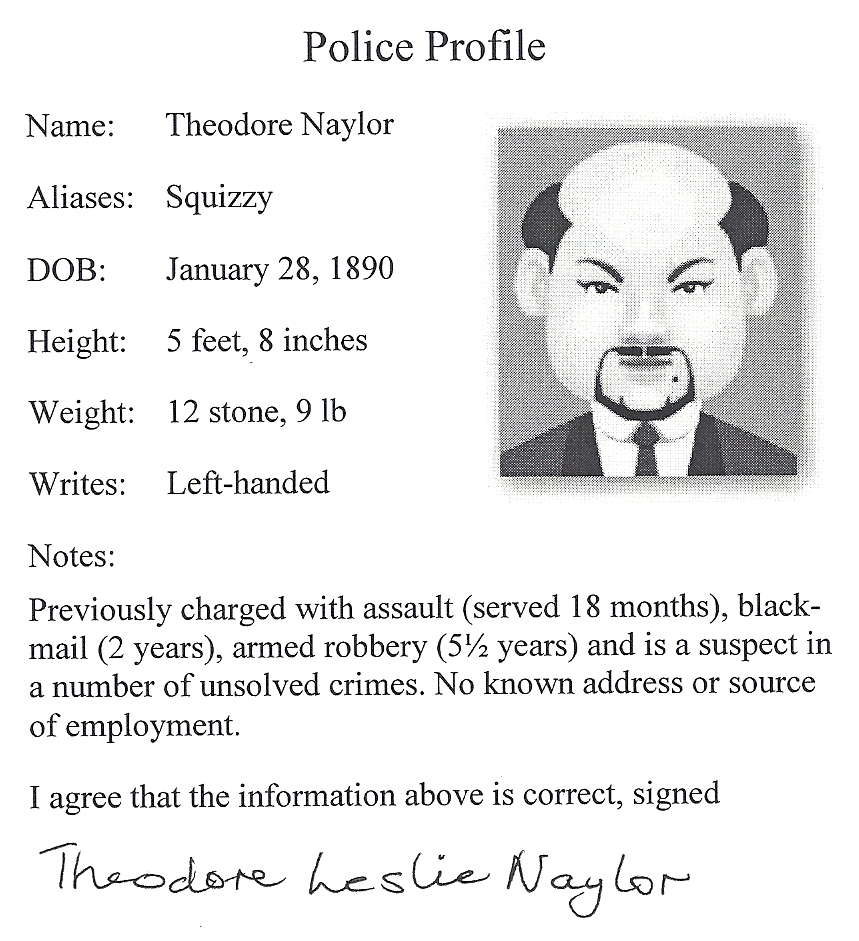 Police Profile
Name: Theodore Naylor
Aliases: Squizzy
DOB: January 28, 1890
Height: 5 feet, 8 inches
Weight: 12 stone, 9 lb
Writes: Left-handed
Notes:
Previously charged with assault (served 18 months), black-
mail (2 years), armed robbery (5½ years) and is a suspect in
a number of unsolved crimes. No known address or source
of employment.
I agree that the information above is correct, signed
Theodore Leslie Naylor